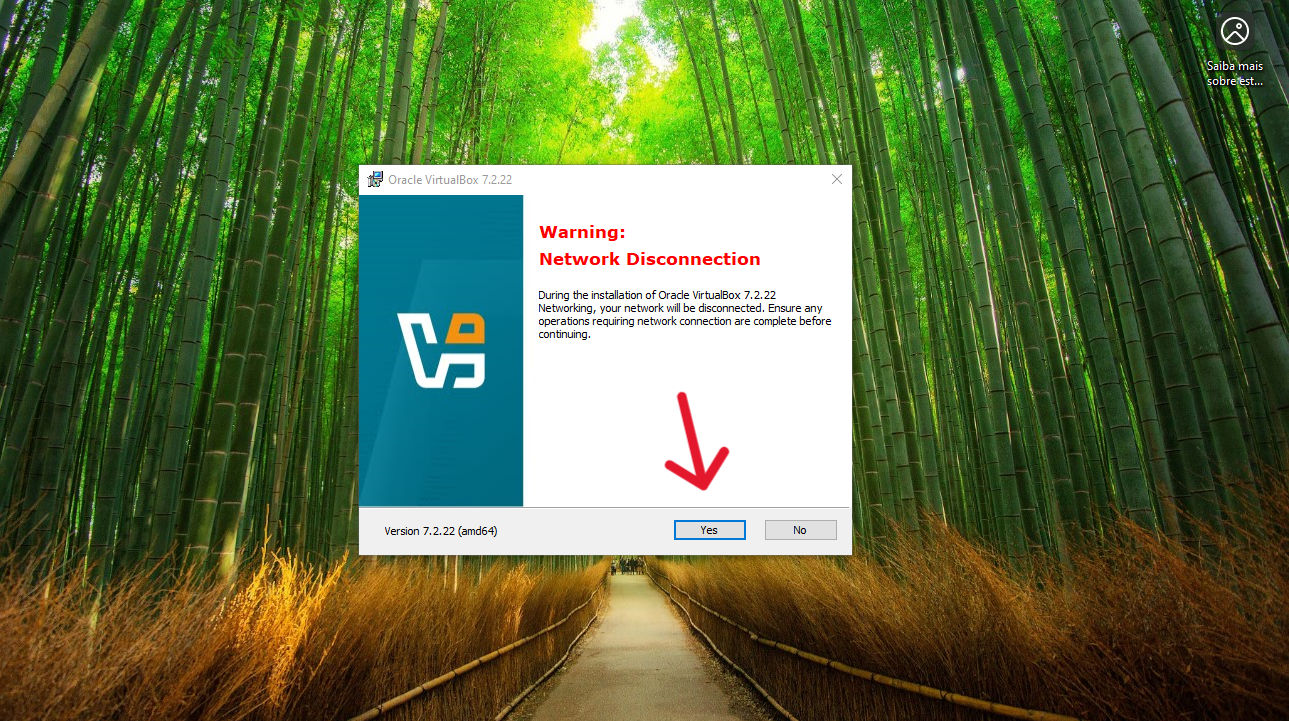 Saiba mais
sobre est...
Oracle VirtualBox 7.2.22
Warning:
Network Disconnection
During the installation of Oracle VirtualBox 7.2.22
Networking, your network will be disconnected. Ensure any
operations requiring network connection are complete before
continuing.
Version 7.2.22 (amd64)
Yes
No